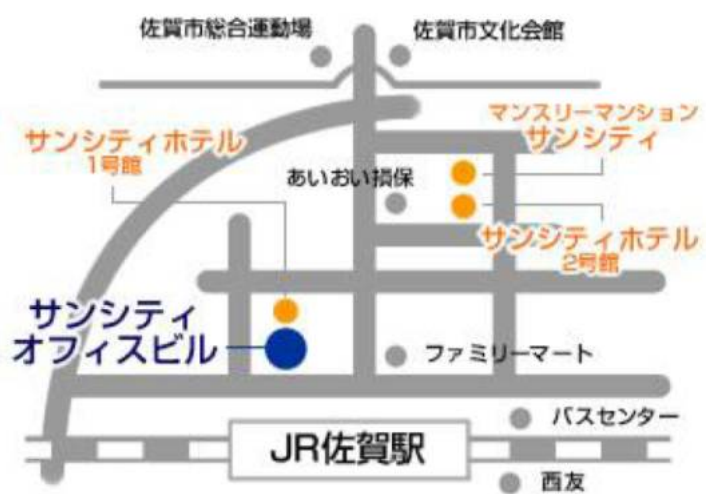 佐賀市総合運動場
佐賀市文化会館
マンスリーマンション
サンシティ
サンシティホテル
1号館
あいおい損保
サンシティホテル
2号館
サンシティ
オフィスビル
ファミリーマート
バスセンター
JR佐賀駅
西友